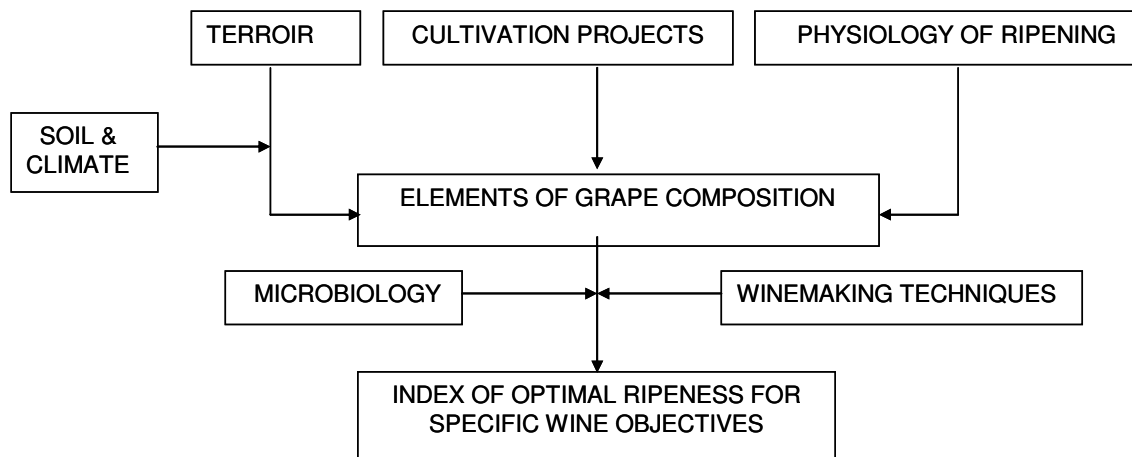 TERROIR
CULTIVATION PROJECTS
PHYSIOLOGY OF RIPENING
SOIL &
CLIMATE
ELEMENTS OF GRAPE COMPOSITION
MICROBIOLOGY
WINEMAKING TECHNIQUES
INDEX OF OPTIMAL RIPENESS FOR
SPECIFIC WINE OBJECTIVES